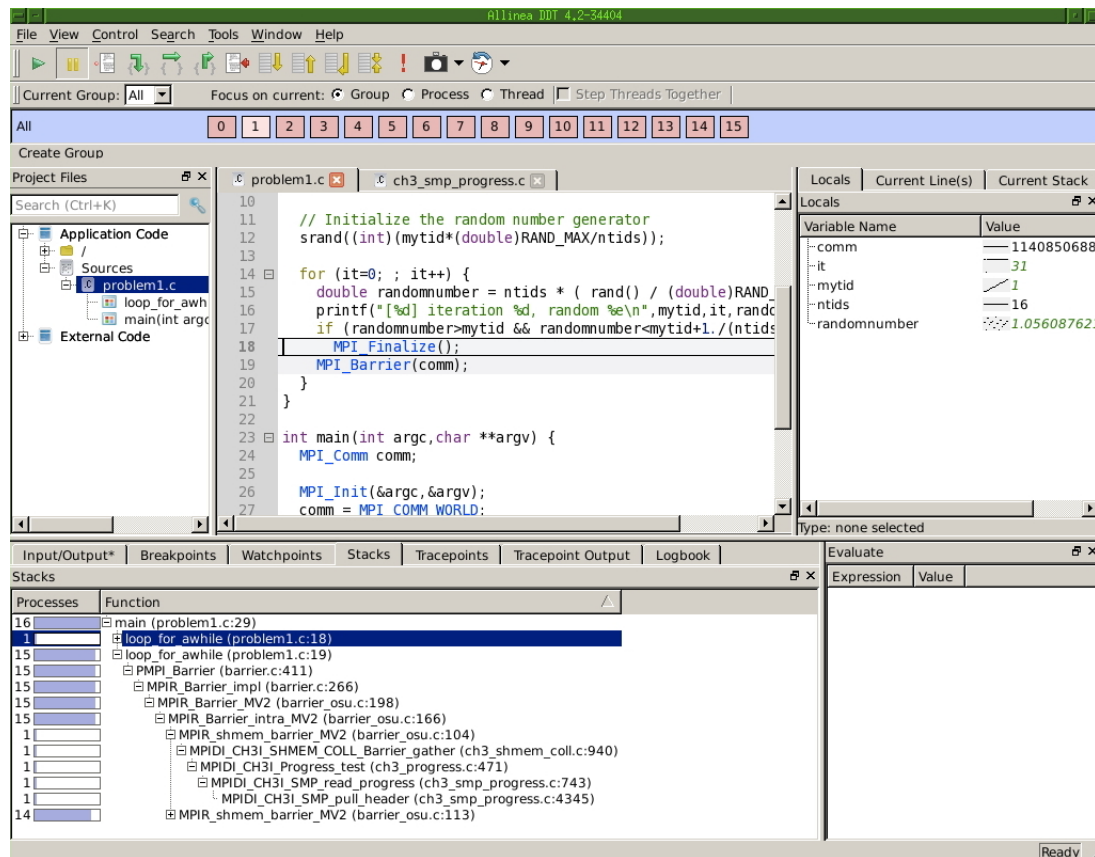 Allinea DDT 4.2-34404
File View Control Search Tools Window Help
Current Group: All Focus on current: Group Process Thread Step Threads Together
All 0 1 2 3 4 5 6 7 8 9 10 11 12 13 14 15
Create Group
Project Files
Search (Ctrl+K)
Application Code
/
Sources
problem1.c
loop_for_awh
main(int argc
External Code
problem1.c ch3_smp_progress.c
10
11 // Initialize the random number generator
12 srand((int)(mytid*(double)RAND_MAX/ntids));
13
14 for (it=0; ; it++) {
15 double randomnumber = ntids * ( rand() / (double)RAND_
16 printf("[%d] iteration %d, random %e\n",mytid,it,rando
17 if (randomnumber>mytid && randomnumber<mytid+1./(ntids
18 MPI_Finalize();
19 MPI_Barrier(comm);
20 }
21 }
22
23 int main(int argc,char **argv) {
24 MPI_Comm comm;
25
26 MPI_Init(&argc,&argv);
27 comm = MPI_COMM_WORLD;
Locals Current Line(s) Current Stack
Locals
Variable Name Value
comm 1140850688
it 31
mytid 1
ntids 16
randomnumber 1.056087621
Type: none selected
Input/Output* Breakpoints Watchpoints Stacks Tracepoints Tracepoint Output Logbook
Stacks
Processes Function
16 main (problem1.c:29)
1 loop_for_awhile (problem1.c:18)
15 loop_for_awhile (problem1.c:19)
15 PMPI_Barrier (barrier.c:411)
15 MPIR_Barrier_impl (barrier.c:266)
15 MPIR_Barrier_MV2 (barrier_osu.c:198)
15 MPIR_Barrier_intra_MV2 (barrier_osu.c:166)
1 MPIR_shmem_barrier_MV2 (barrier_osu.c:104)
1 MPIDI_CH3I_SHMEM_COLL_Barrier_gather (ch3_shmem_coll.c:940)
1 MPIDI_CH3I_Progress_test (ch3_progress.c:471)
1 MPIDI_CH3I_SMP_read_progress (ch3_smp_progress.c:743)
1 MPIDI_CH3I_SMP_pull_header (ch3_smp_progress.c:4345)
14 MPIR_shmem_barrier_MV2 (barrier_osu.c:113)
Evaluate
Expression Value
Ready